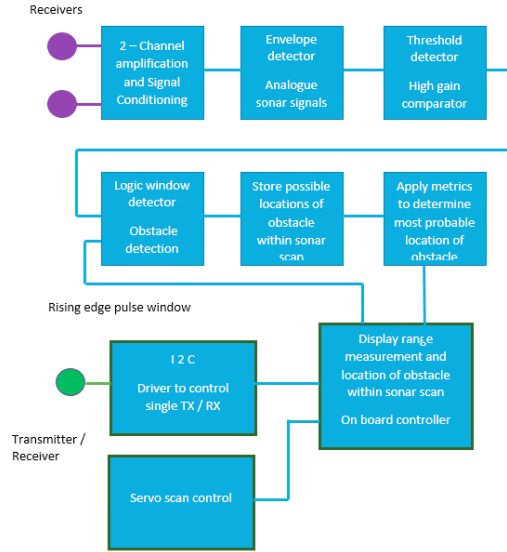 Receivers
2 – Channel
amplification
and Signal
Conditioning
Envelope
detector
Analogue
sonar signals
Threshold
detector
High gain
comparator
Logic window
detector
Obstacle
detection
Store possible
locations of
obstacle
within sonar
scan
Apply metrics
to determine
most probable
location of
obstacle
Rising edge pulse window
I 2 C
Driver to control
single TX / RX
Display range
measurement and
location of obstacle
within sonar scan
On board controller
Transmitter /
Receiver
Servo scan control